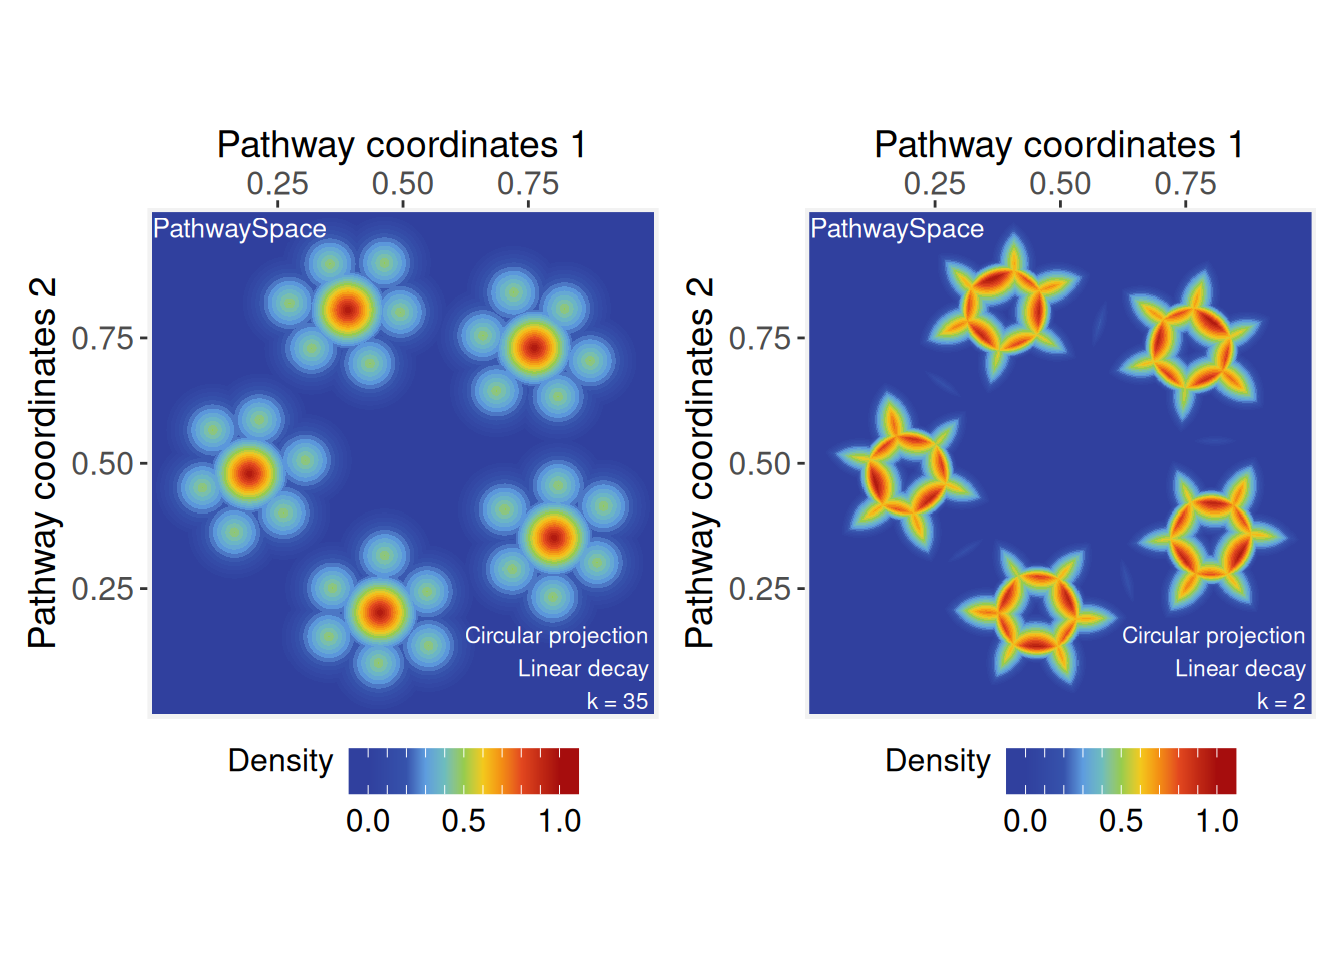 Pathway coordinates 1
0.25 0.50 0.75
PathwaySpace
Pathway coordinates 2
0.75
0.50
0.25
Circular projection
Linear decay
k = 35
Density
0.0 0.5 1.0
Pathway coordinates 1
0.25 0.50 0.75
PathwaySpace
Pathway coordinates 2
0.75
0.50
0.25
Circular projection
Linear decay
k = 2
Density
0.0 0.5 1.0